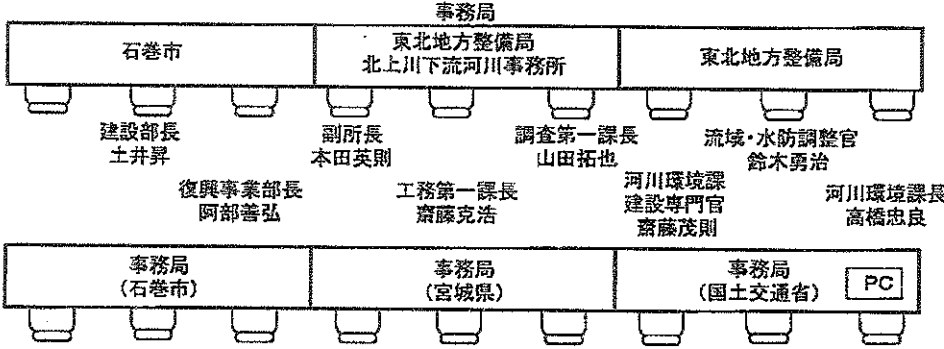 事務局
石巻市
東北地方整備局
北上川下流河川事務所
東北地方整備局
建設部長
土井昇
副所長
本田英則
調査第一課長
山田拓也
流域・水防調整官
鈴木勇治
復興事業部長
阿部善弘
工務第一課長
齋藤克浩
河川環境課
建設専門官
齋藤茂則
河川環境課長
高橋忠良
事務局
(石巻市)
事務局
(宮城県)
事務局
(国土交通省)
PC